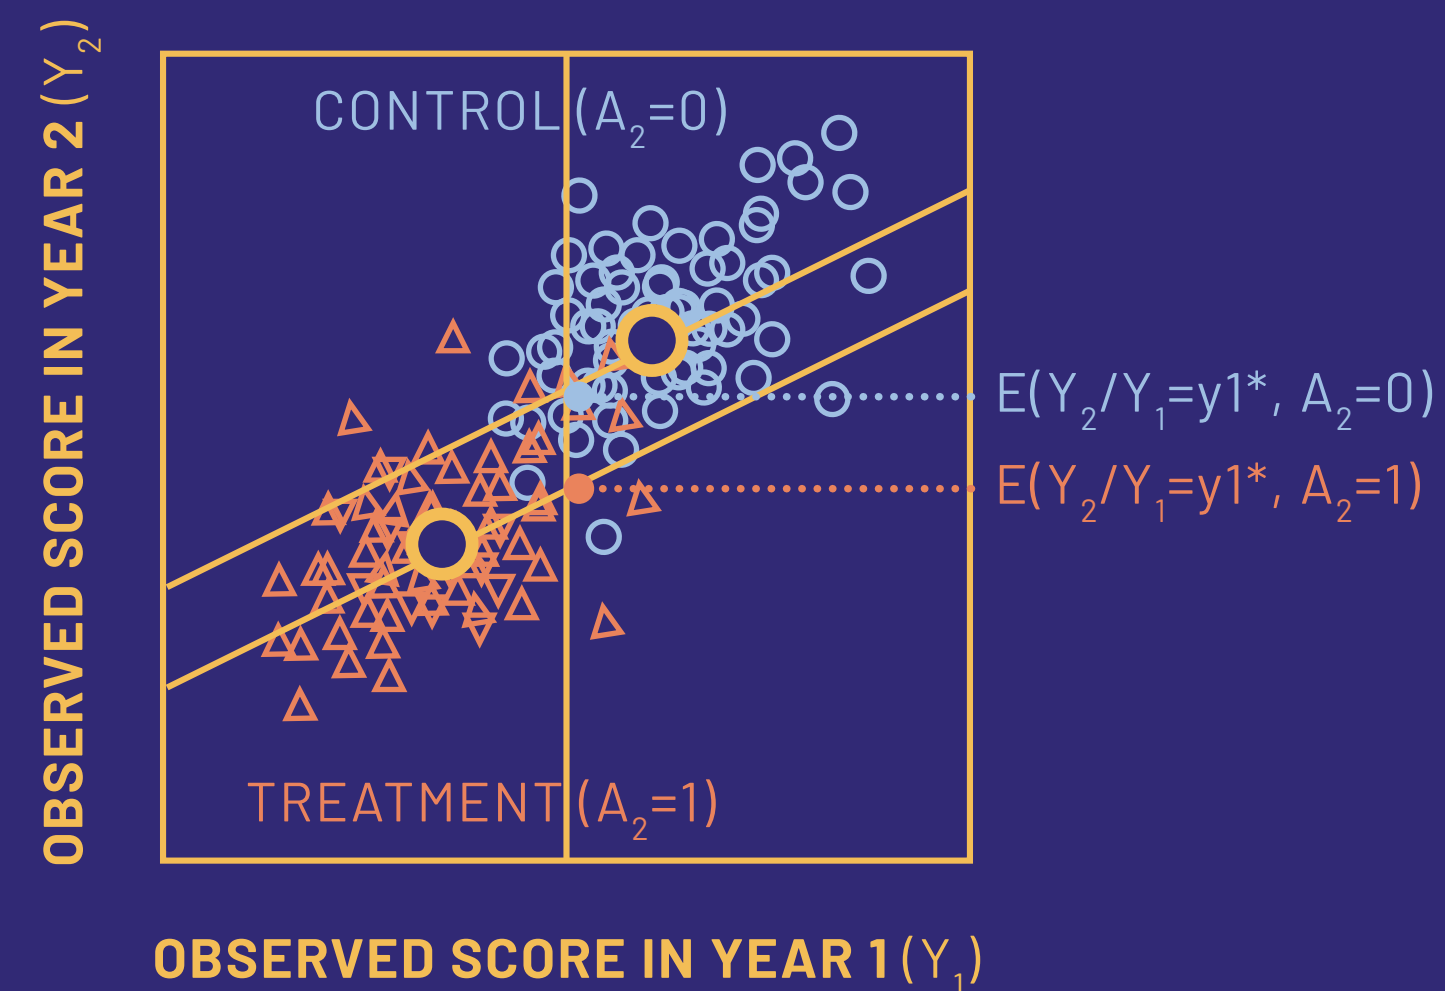 OBSERVED SCORE IN YEAR 2 (Y₂)
CONTROL (A₂=0)
E(Y₂/Y₁=y1*, A₂=0)
E(Y₂/Y₁=y1*, A₂=1)
TREATMENT (A₂=1)
OBSERVED SCORE IN YEAR 1 (Y₁)